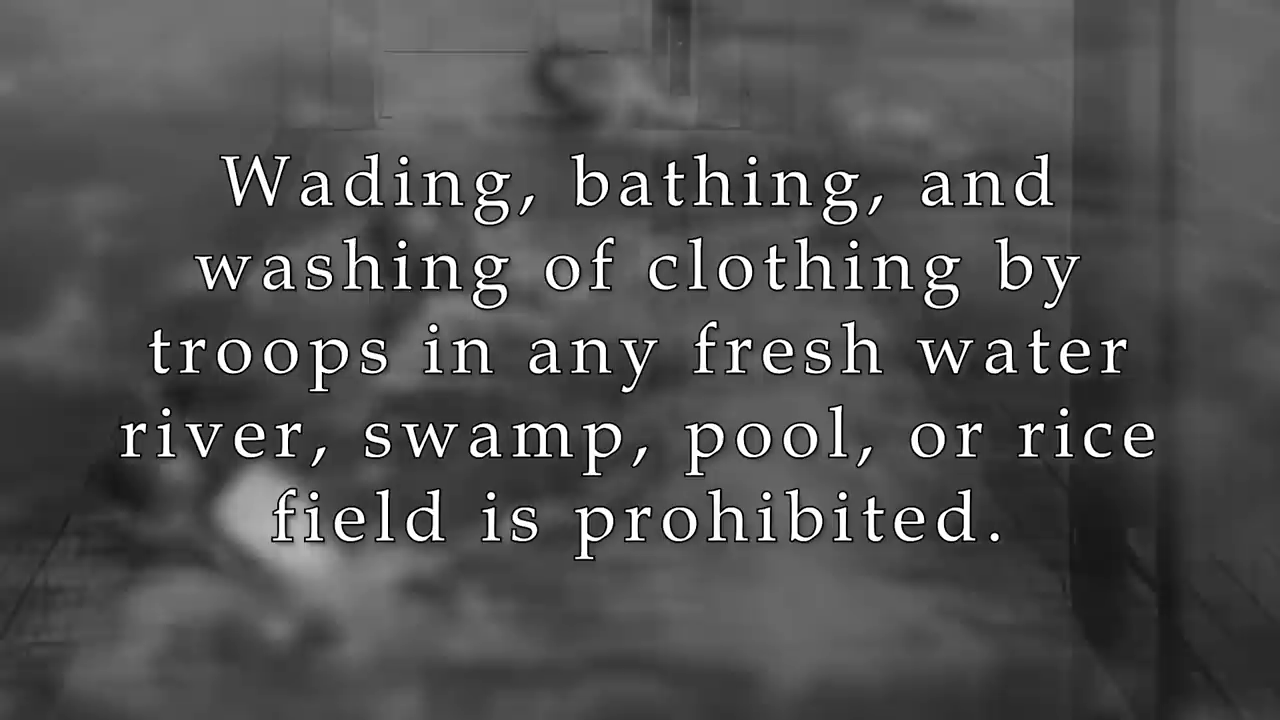 Wading, bathing, and
washing of clothing by
troops in any fresh water
river, swamp, pool, or rice
field is prohibited.